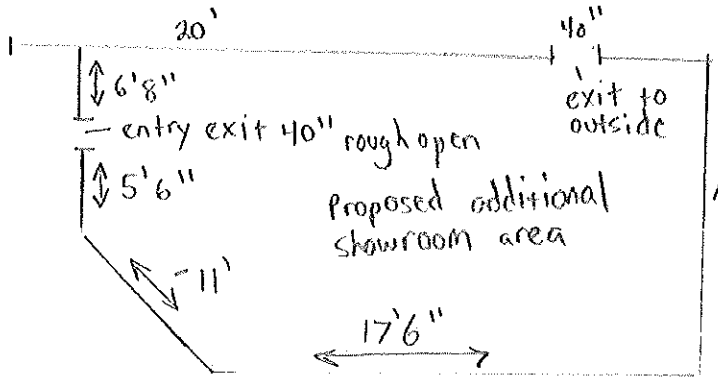 20'
40"
6'8"
exit to
outside
entry exit 40" rough open
5'6"
Proposed additional
showroom area
11'
17'6"